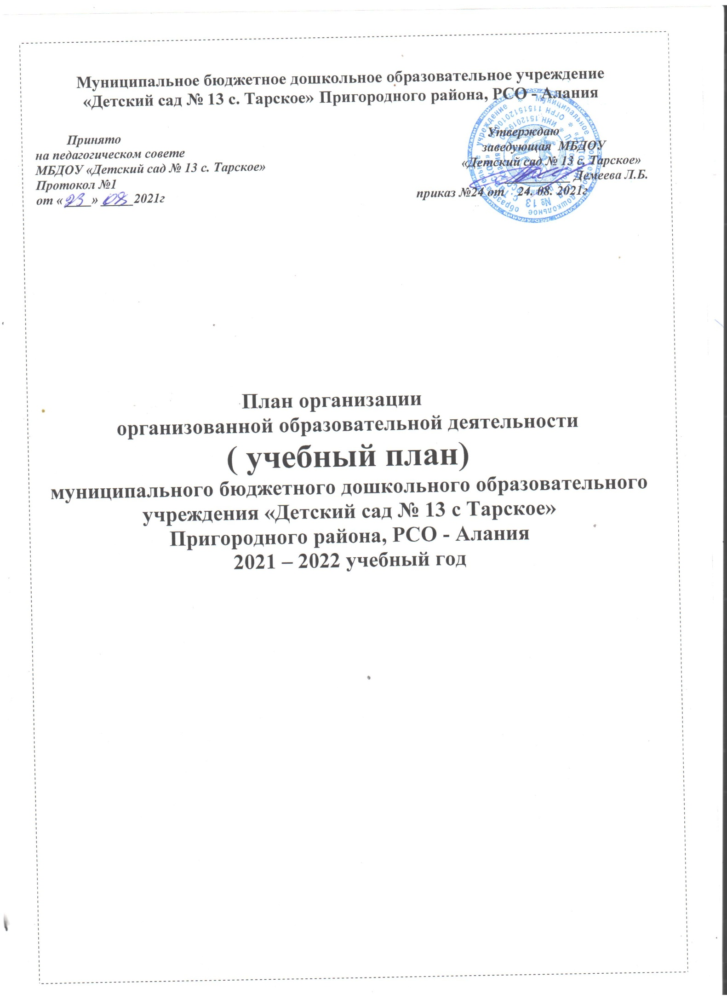 Муниципальное бюджетное дошкольное образовательное учреждение
«Детский сад № 13 с. Тарское» Пригородного района, РСО - Алания
Принято
на педагогическом совете
МБДОУ «Детский сад № 13 с. Тарское»
Протокол №1
от «23» 08 2021г
Утверждаю
заведующая МБДОУ
«Детский сад № 13 с. Тарское»
Демеева Л.Б.
приказ №24 от 24. 08. 2021г
План организации
организованной образовательной деятельности
( учебный план)
муниципального бюджетного дошкольного образовательного
учреждения «Детский сад № 13 с Тарское»
Пригородного района, РСО - Алания
2021 – 2022 учебный год